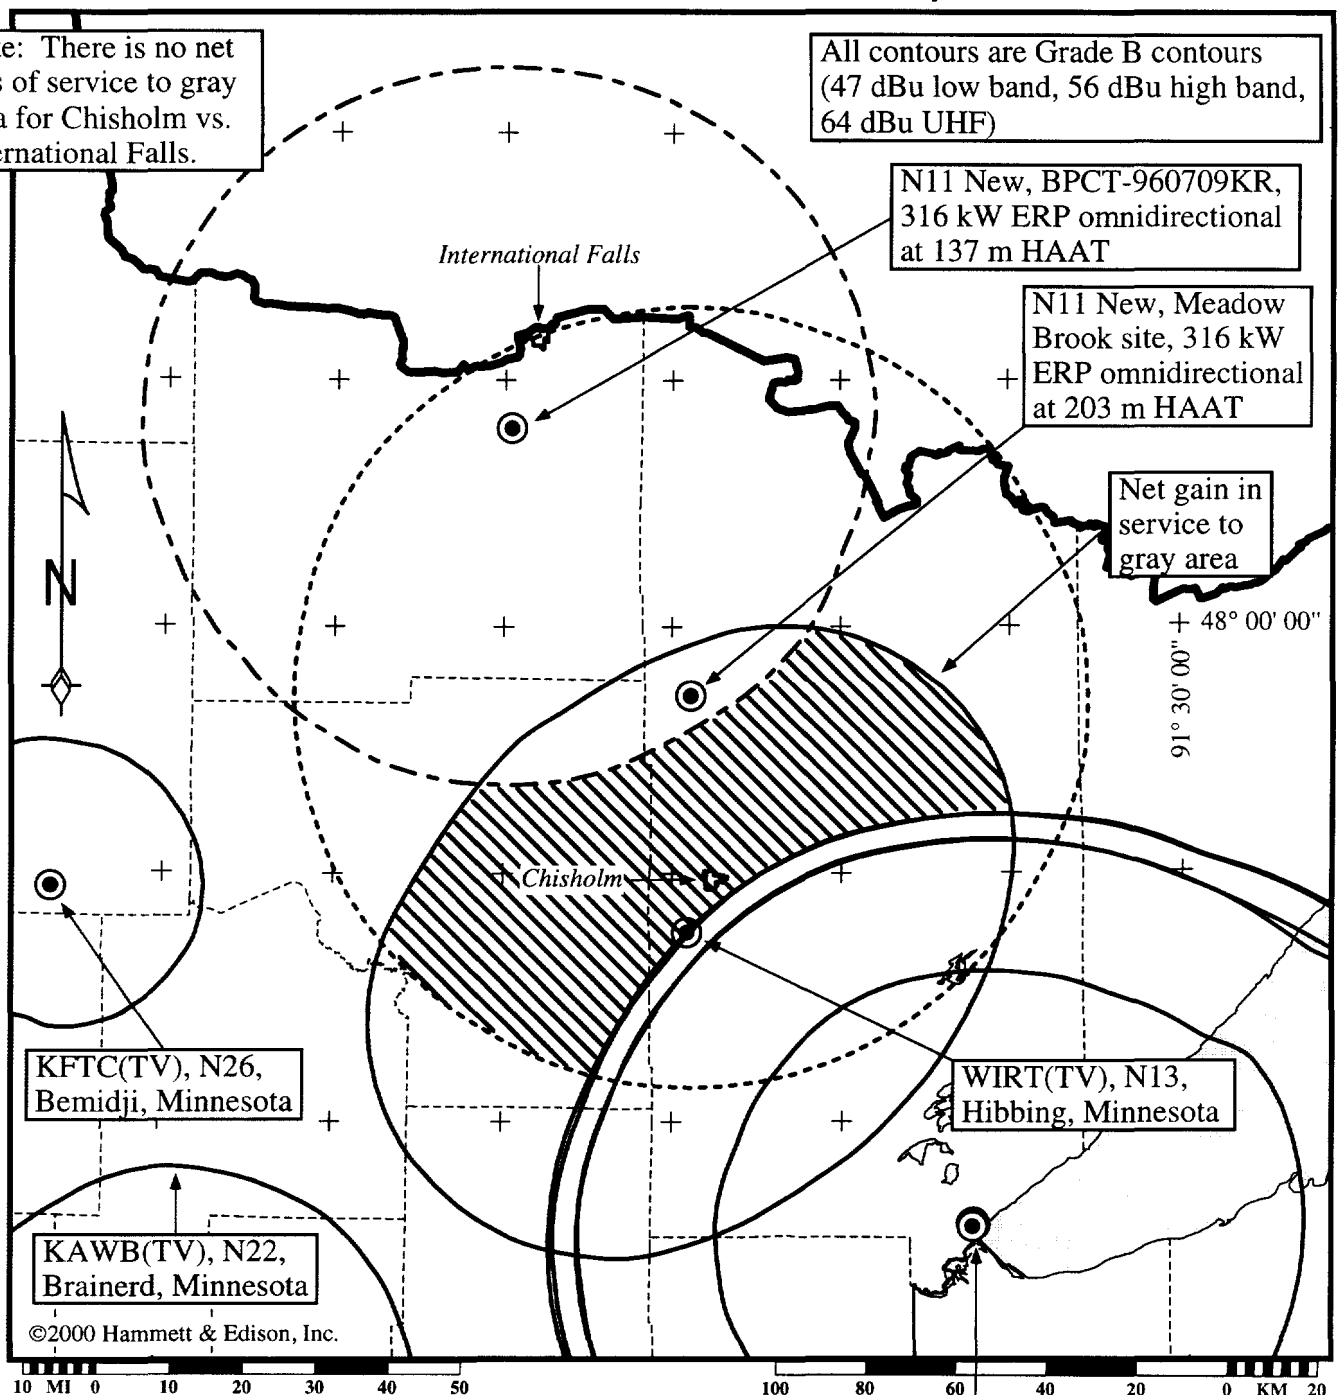 There is no net
of service to gray
for Chisholm vs.
Falls.
All contours are Grade B contours
(47 dBu low band, 56 dBu high band,
64 dBu UHF)
N11 New, BPCT-960709KR,
316 kW ERP omnidirectional
at 137 m HAAT
International Falls
N11 New, Meadow
Brook site, 316 kW
ERP omnidirectional
at 203 m HAAT
Net gain in
service to
gray area
N
48° 00' 00"
91° 30' 00"
Chisholm
KFTC(TV), N26,
Bemidji, Minnesota
WIRT(TV), N13,
Hibbing, Minnesota
KAWB(TV), N22,
Brainerd, Minnesota
©2000 Hammett & Edison, Inc.
10 MI 0 10 20 30 40 50
100 80 60 40 20 0 KM 20